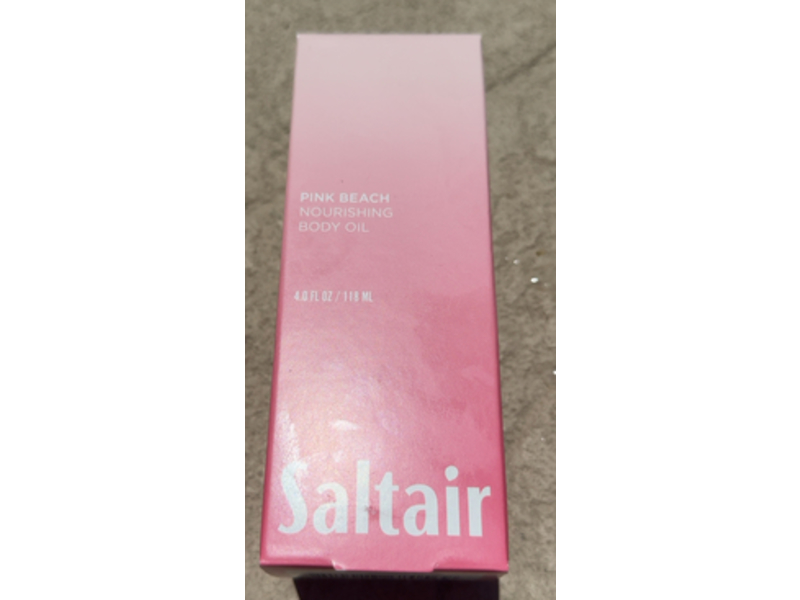 PINK BEACH
NOURISHING
BODY OIL
4.0 FL OZ / 118 ML
Saltair